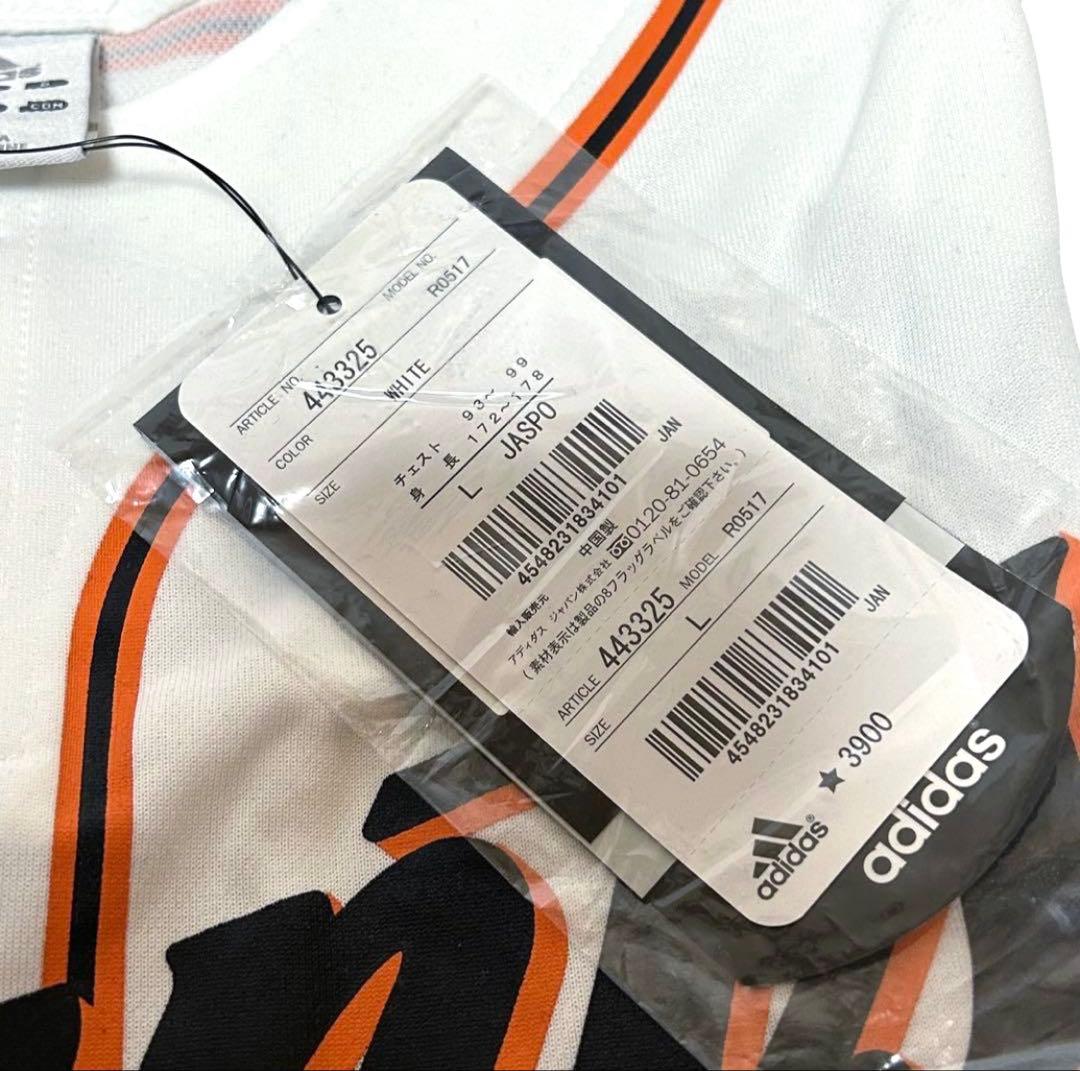 ARTICLE NO. MODEL NO.
443325 R0517
COLOR WHITE
SIZE チェスト 93〜 99
身 長 172〜178
L JASPO
JAN
4548231834101
中国製
輸入販売元
アディダス ジャパン株式会社 0120-81-0654
(素材表示は製品の8フラッグラベルをご確認下さい。)
ARTICLE 443325 MODEL R0517
SIZE L
JAN
4548231834101
★3900
adidas®
adidas
COM